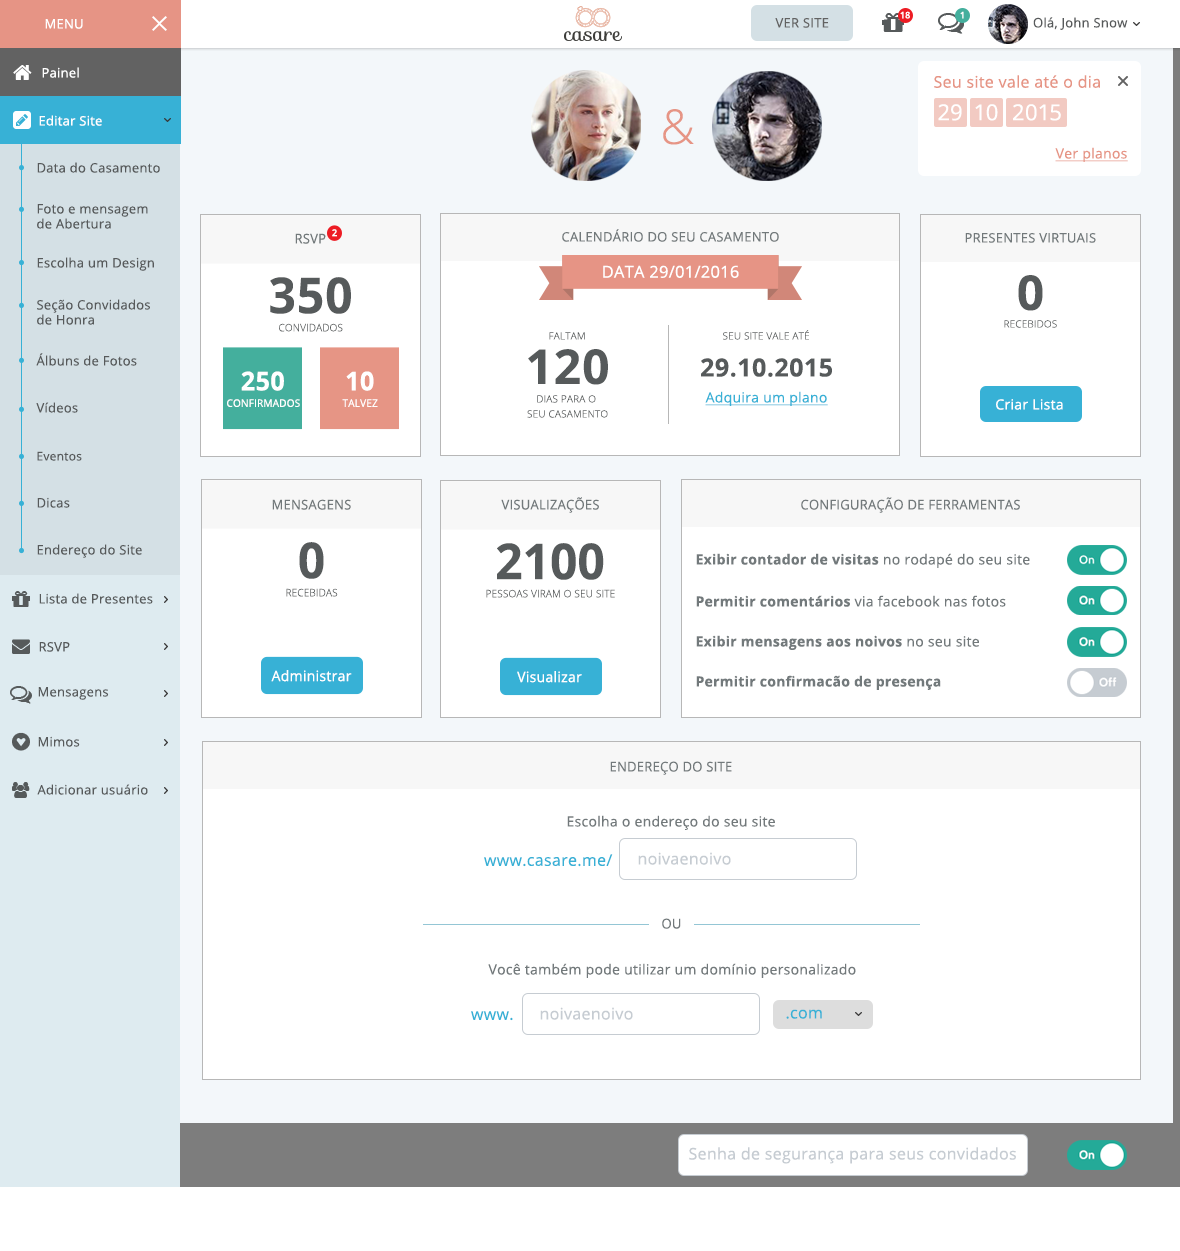 MENU
casare
VER SITE
18
1
Olá, John Snow
Painel
Editar Site
Data do Casamento
Foto e mensagem
de Abertura
Escolha um Design
Seção Convidados
de Honra
Álbuns de Fotos
Vídeos
Eventos
Dicas
Endereço do Site
Lista de Presentes
RSVP
Mensagens
Mimos
Adicionar usuário
&
Seu site vale até o dia
29 10 2015
Ver planos
RSVP 2
350
CONVIDADOS
250
CONFIRMADOS
10
TALVEZ
CALENDÁRIO DO SEU CASAMENTO
DATA 29/01/2016
FALTAM
120
DIAS PARA O
SEU CASAMENTO
SEU SITE VALE ATÉ
29.10.2015
Adquira um plano
PRESENTES VIRTUAIS
0
RECEBIDOS
Criar Lista
MENSAGENS
0
RECEBIDAS
Administrar
VISUALIZAÇÕES
2100
PESSOAS VIRAM O SEU SITE
Visualizar
CONFIGURAÇÃO DE FERRAMENTAS
Exibir contador de visitas no rodapé do seu site On
Permitir comentários via facebook nas fotos On
Exibir mensagens aos noivos no seu site On
Permitir confirmacão de presença Off
ENDEREÇO DO SITE
Escolha o endereço do seu site
www.casare.me/ noivaenoivo
OU
Você também pode utilizar um domínio personalizado
www. noivaenoivo .com
Senha de segurança para seus convidados On